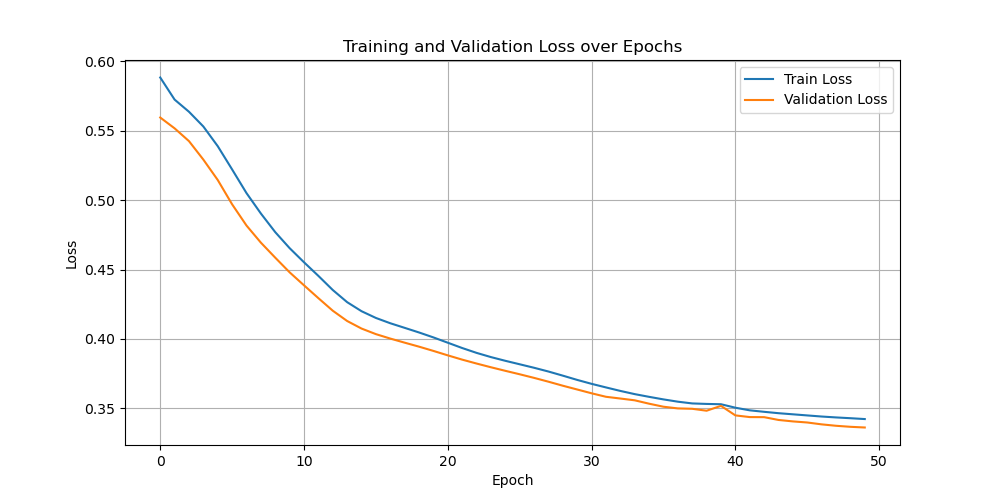 Training and Validation Loss over Epochs
Train Loss
Validation Loss
0.60
0.55
0.50
0.45
0.40
0.35
Loss
0
10
20
30
40
50
Epoch